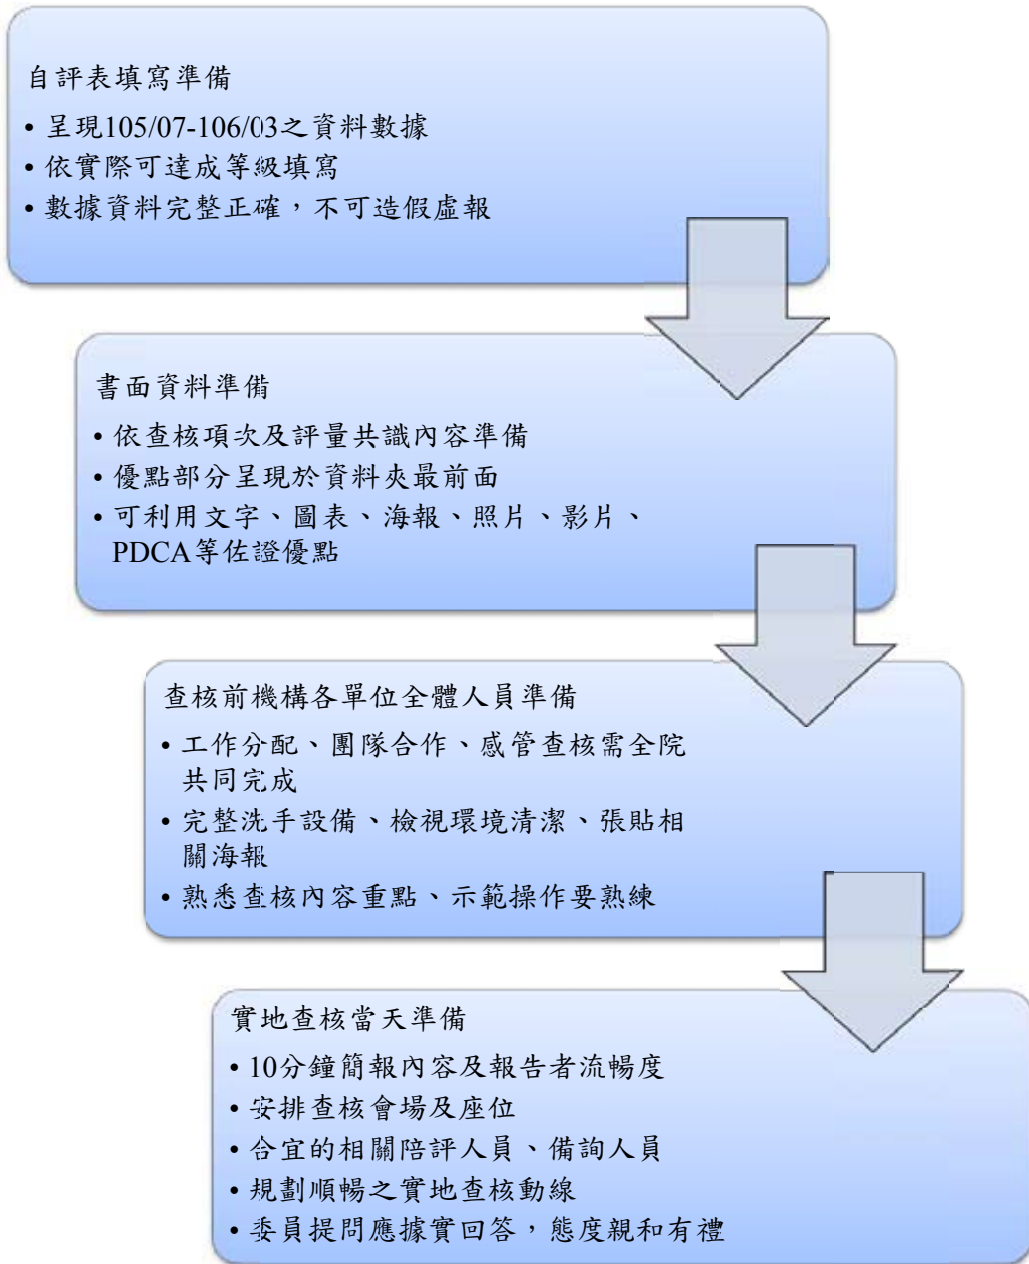 自評表填寫準備
• 呈現105/07-106/03之資料數據
• 依實際可達成等級填寫
• 數據資料完整正確，不可造假虛報
書面資料準備
• 依查核項次及評量共識內容準備
• 優點部分呈現於資料夾最前面
• 可利用文字、圖表、海報、照片、影片、
PDCA等佐證優點
查核前機構各單位全體人員準備
• 工作分配、團隊合作、感管查核需全院
共同完成
• 完整洗手設備、檢視環境清潔、張貼相
關海報
• 熟悉查核內容重點、示範操作要熟練
實地查核當天準備
• 10分鐘簡報內容及報告者流暢度
• 安排查核會場及座位
• 合宜的相關陪評人員、備詢人員
• 規劃順暢之實地查核動線
• 委員提問應據實回答，態度親和有禮